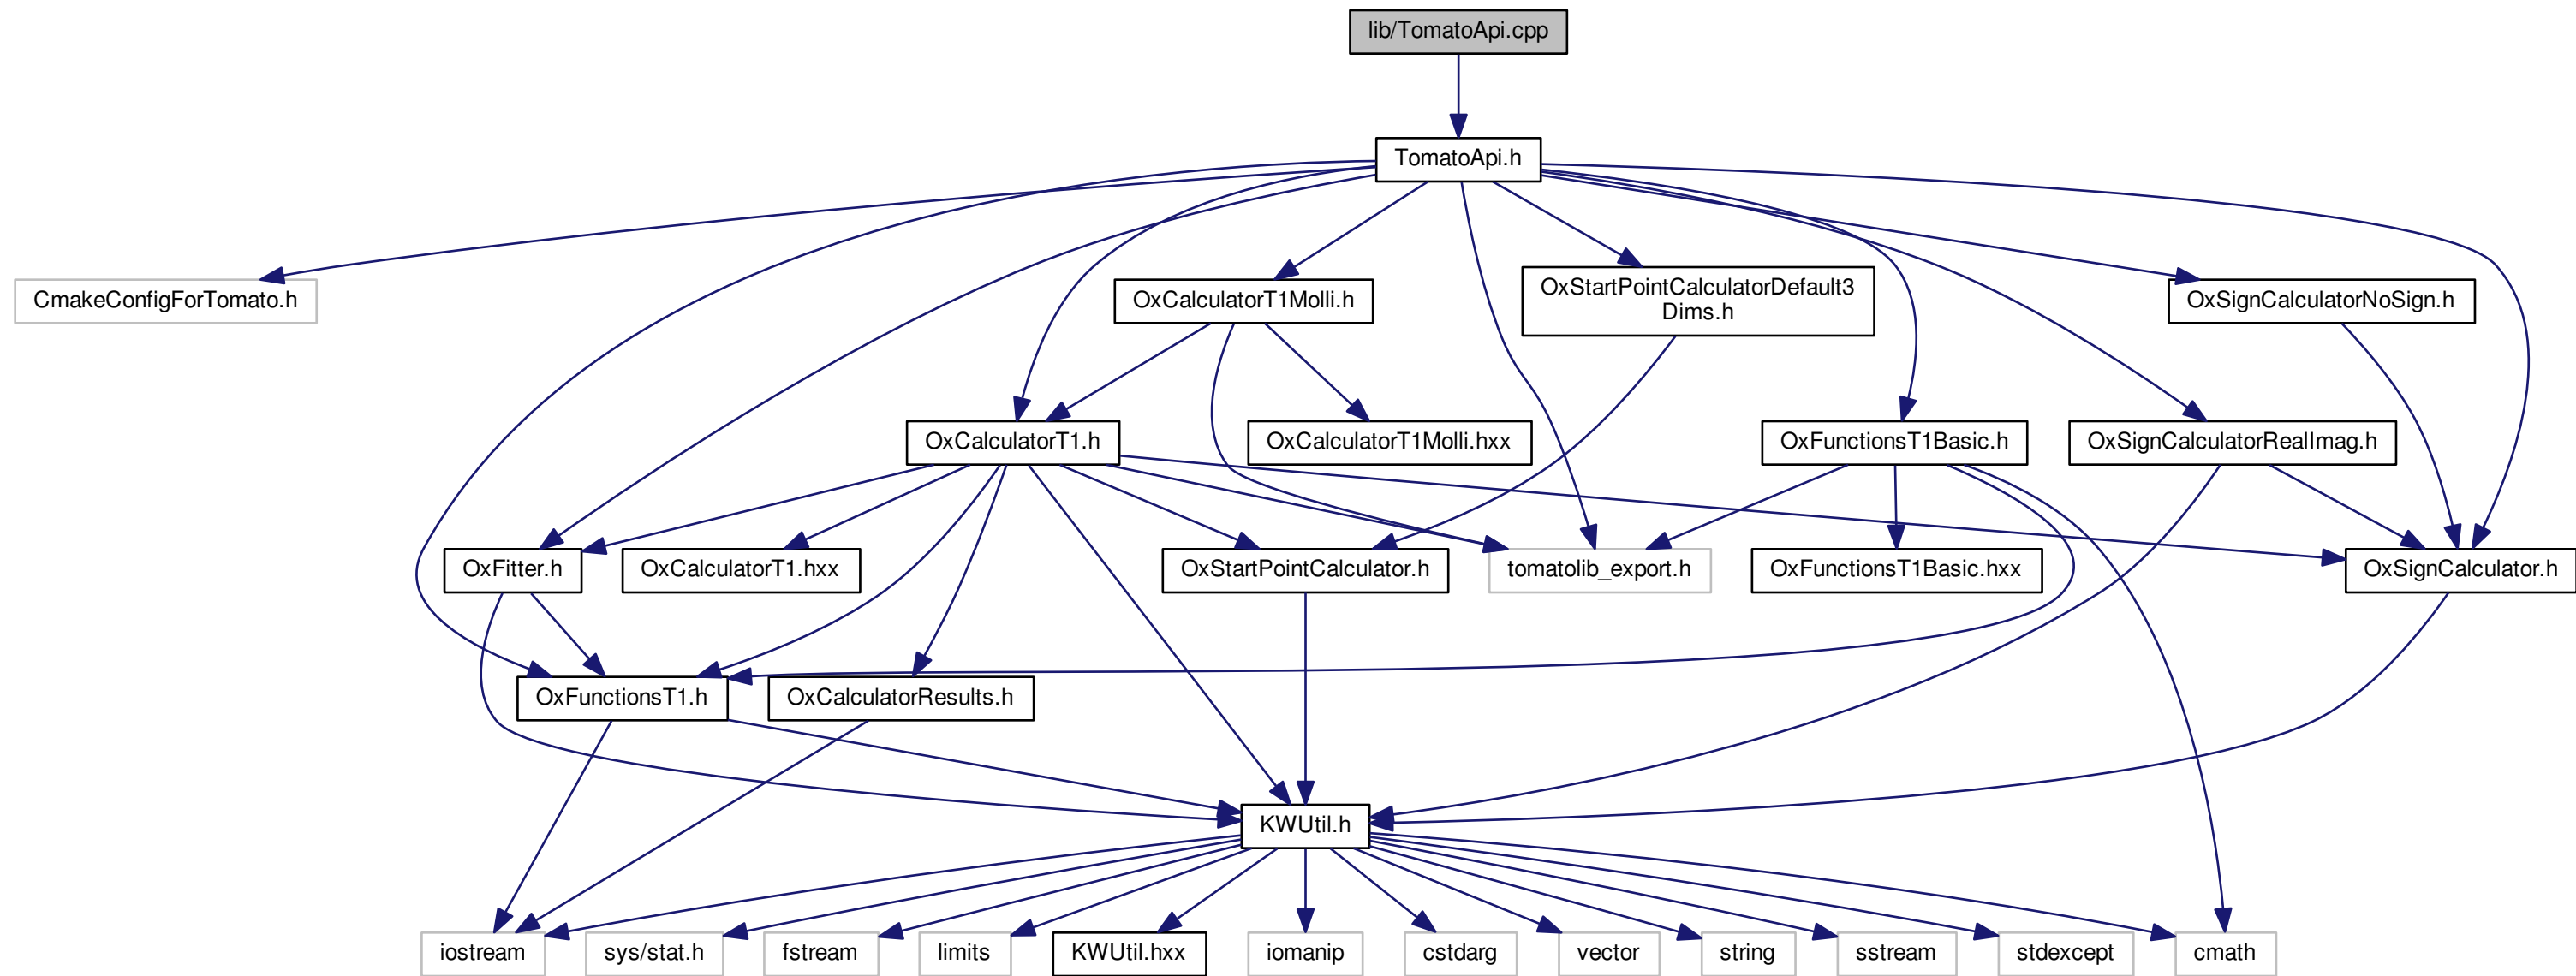 lib/TomatoApi.cpp
TomatoApi.h
CmakeConfigForTomato.h
OxCalculatorT1Molli.h
OxStartPointCalculatorDefault3
Dims.h
OxSignCalculatorNoSign.h
OxCalculatorT1.h
OxCalculatorT1Molli.hxx
OxFunctionsT1Basic.h
OxSignCalculatorRealImag.h
OxFitter.h
OxCalculatorT1.hxx
OxStartPointCalculator.h
tomatolib_export.h
OxFunctionsT1Basic.hxx
OxSignCalculator.h
OxFunctionsT1.h
OxCalculatorResults.h
KWUtil.h
iostream
sys/stat.h
fstream
limits
KWUtil.hxx
iomanip
cstdarg
vector
string
sstream
stdexcept
cmath